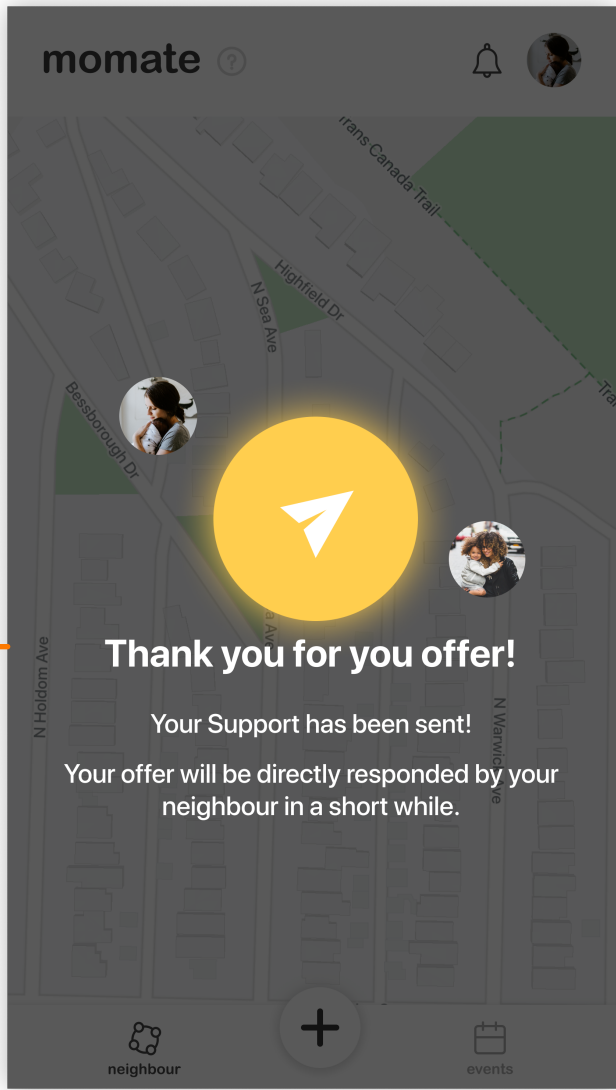 momate ?
Trans Canada Trail
Highfield Dr
N Sea Ave
Tra
Bessborough Dr
a Ave
Thank you for you offer!
N Holdom Ave
Your Support has been sent!
N Warwick Ave
Your offer will be directly responded by your
neighbour in a short while.
neighbour
events